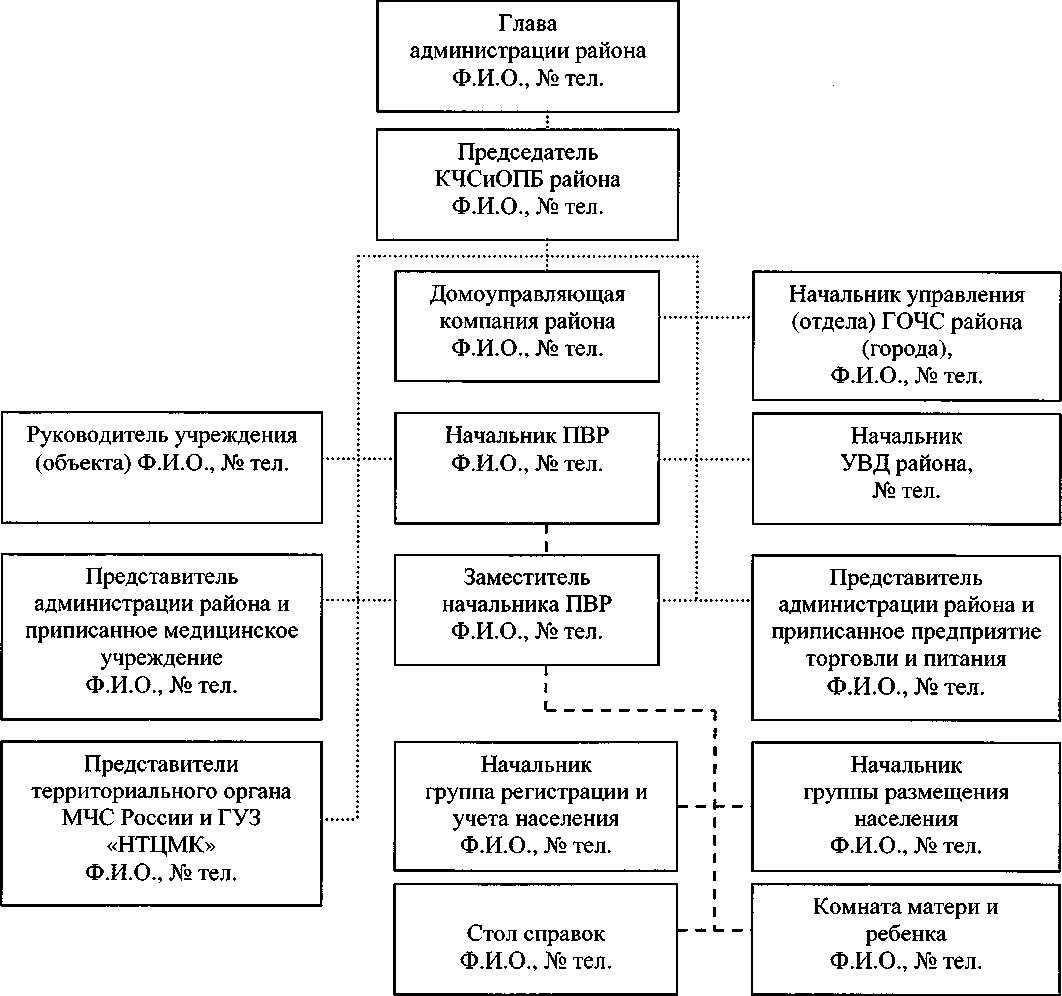 Глава
администрации района
Ф.И.О., № тел.
Председатель
КЧСиОПБ района
Ф.И.О., № тел.
Домоуправляющая
компания района
Ф.И.О., № тел.
Начальник управления
(отдела) ГОЧС района
(города),
Ф.И.О., № тел.
Руководитель учреждения
(объекта) Ф.И.О., № тел.
Начальник ПВР
Ф.И.О., № тел.
Начальник
УВД района,
№ тел.
Представитель
администрации района и
приписанное медицинское
учреждение
Ф.И.О., № тел.
Заместитель
начальника ПВР
Ф.И.О., № тел.
Представитель
администрации района и
приписанное предприятие
торговли и питания
Ф.И.О., № тел.
Представители
территориального органа
МЧС России и ГУЗ
«НТЦМК»
Ф.И.О., № тел.
Начальник
группа регистрации и
учета населения
Ф.И.О., № тел.
Начальник
группы размещения
населения
Ф.И.О., № тел.
Стол справок
Ф.И.О., № тел.
Комната матери и
ребенка
Ф.И.О., № тел.